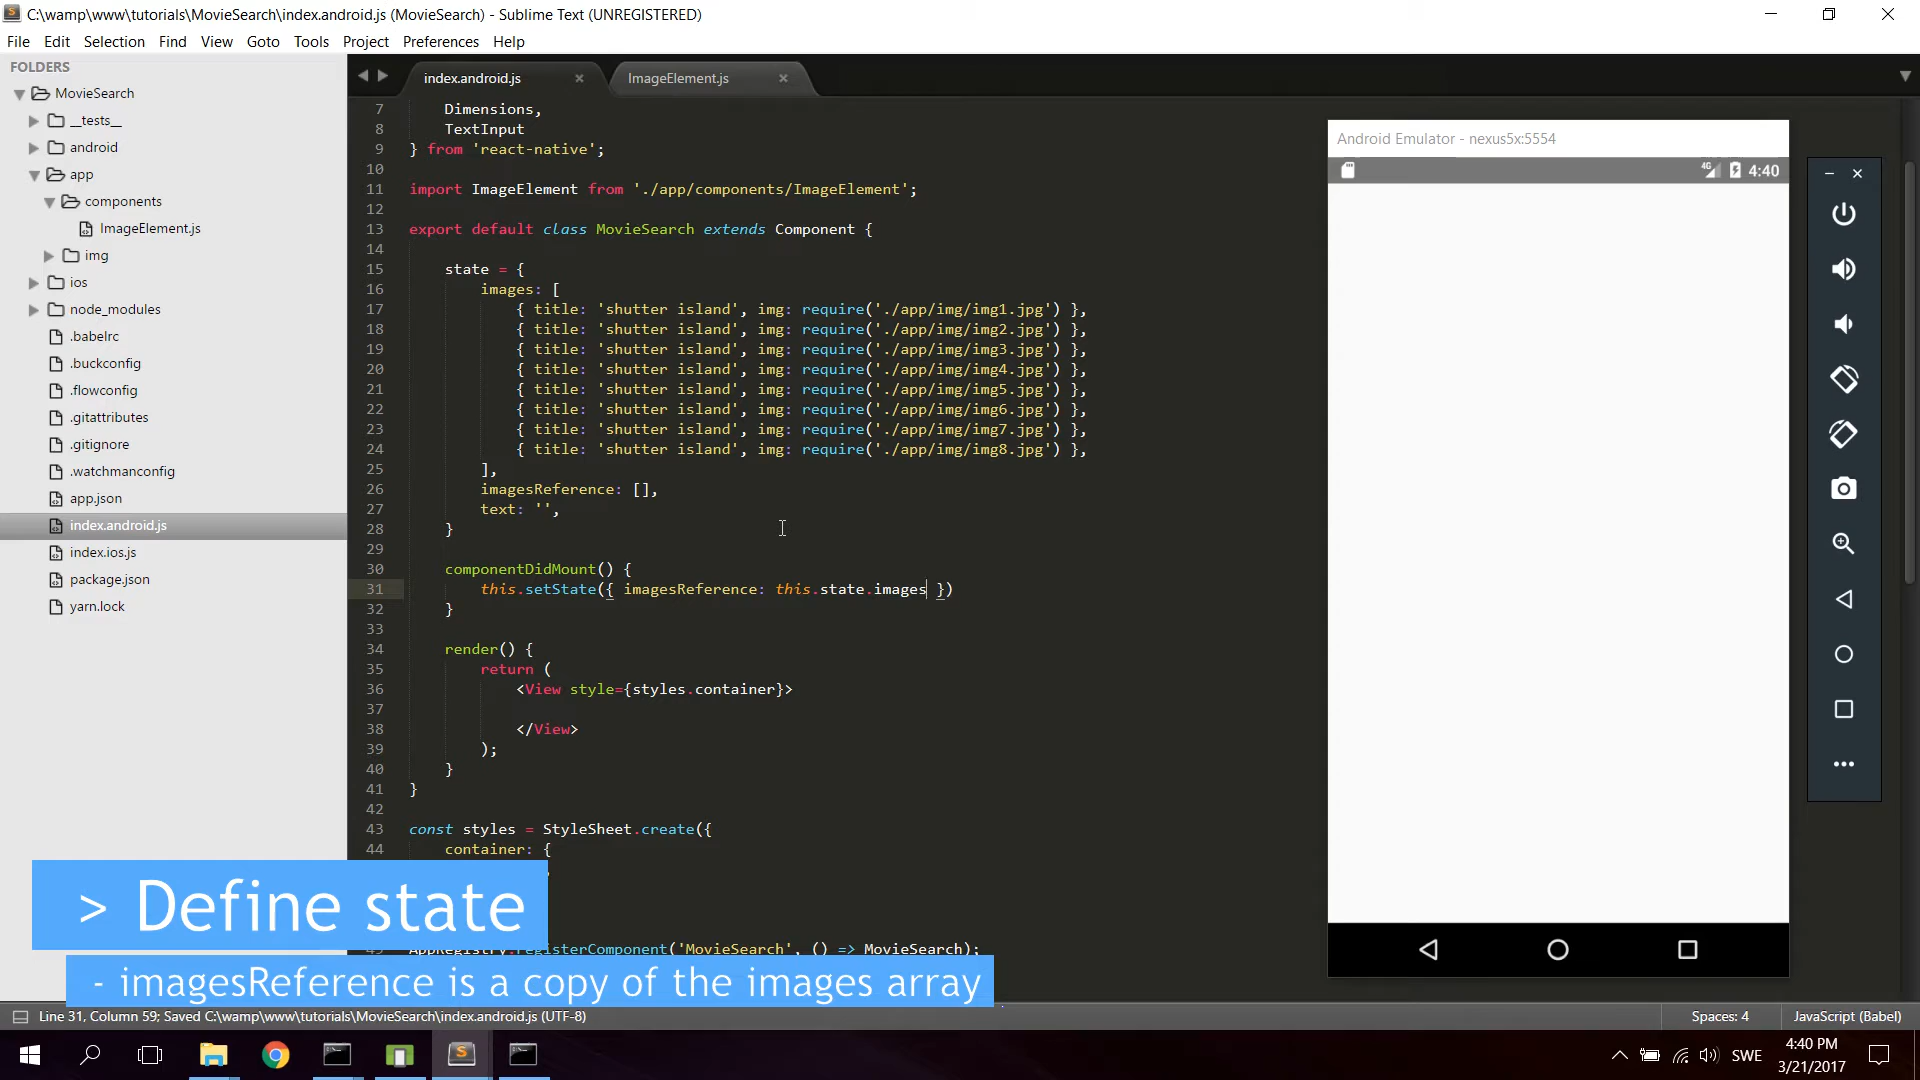 C:\wamp\www\tutorials\MovieSearch\index.android.js (MovieSearch) - Sublime Text (UNREGISTERED)
File Edit Selection Find View Goto Tools Project Preferences Help
FOLDERS
MovieSearch
__tests__
android
app
components
ImageElement.js
img
ios
node_modules
.babelrc
.buckconfig
.flowconfig
.gitattributes
.gitignore
.watchmanconfig
app.json
index.android.js
index.ios.js
package.json
yarn.lock
index.android.js ImageElement.js
7 Dimensions,
8 TextInput
9 } from 'react-native';
10
11 import ImageElement from './app/components/ImageElement';
12
13 export default class MovieSearch extends Component {
14
15 state = {
16 images: [
17 { title: 'shutter island', img: require('./app/img/img1.jpg') },
18 { title: 'shutter island', img: require('./app/img/img2.jpg') },
19 { title: 'shutter island', img: require('./app/img/img3.jpg') },
20 { title: 'shutter island', img: require('./app/img/img4.jpg') },
21 { title: 'shutter island', img: require('./app/img/img5.jpg') },
22 { title: 'shutter island', img: require('./app/img/img6.jpg') },
23 { title: 'shutter island', img: require('./app/img/img7.jpg') },
24 { title: 'shutter island', img: require('./app/img/img8.jpg') },
25 ],
26 imagesReference: [],
27 text: '',
28 }
29
30 componentDidMount() {
31 this.setState({ imagesReference: this.state.images })
32 }
33
34 render() {
35 return (
36 <View style={styles.container}>
37
38 </View>
39 );
40 }
41 }
42
43 const styles = StyleSheet.create({
44 container: {
AppRegistry.registerComponent('MovieSearch', () => MovieSearch);
> Define state
- imagesReference is a copy of the images array
Android Emulator - nexus5x:5554
4G 4:40
Line 31, Column 59; Saved C:\wamp\www\tutorials\MovieSearch\index.android.js (UTF-8)
Spaces: 4 JavaScript (Babel)
SWE
4:40 PM
3/21/2017